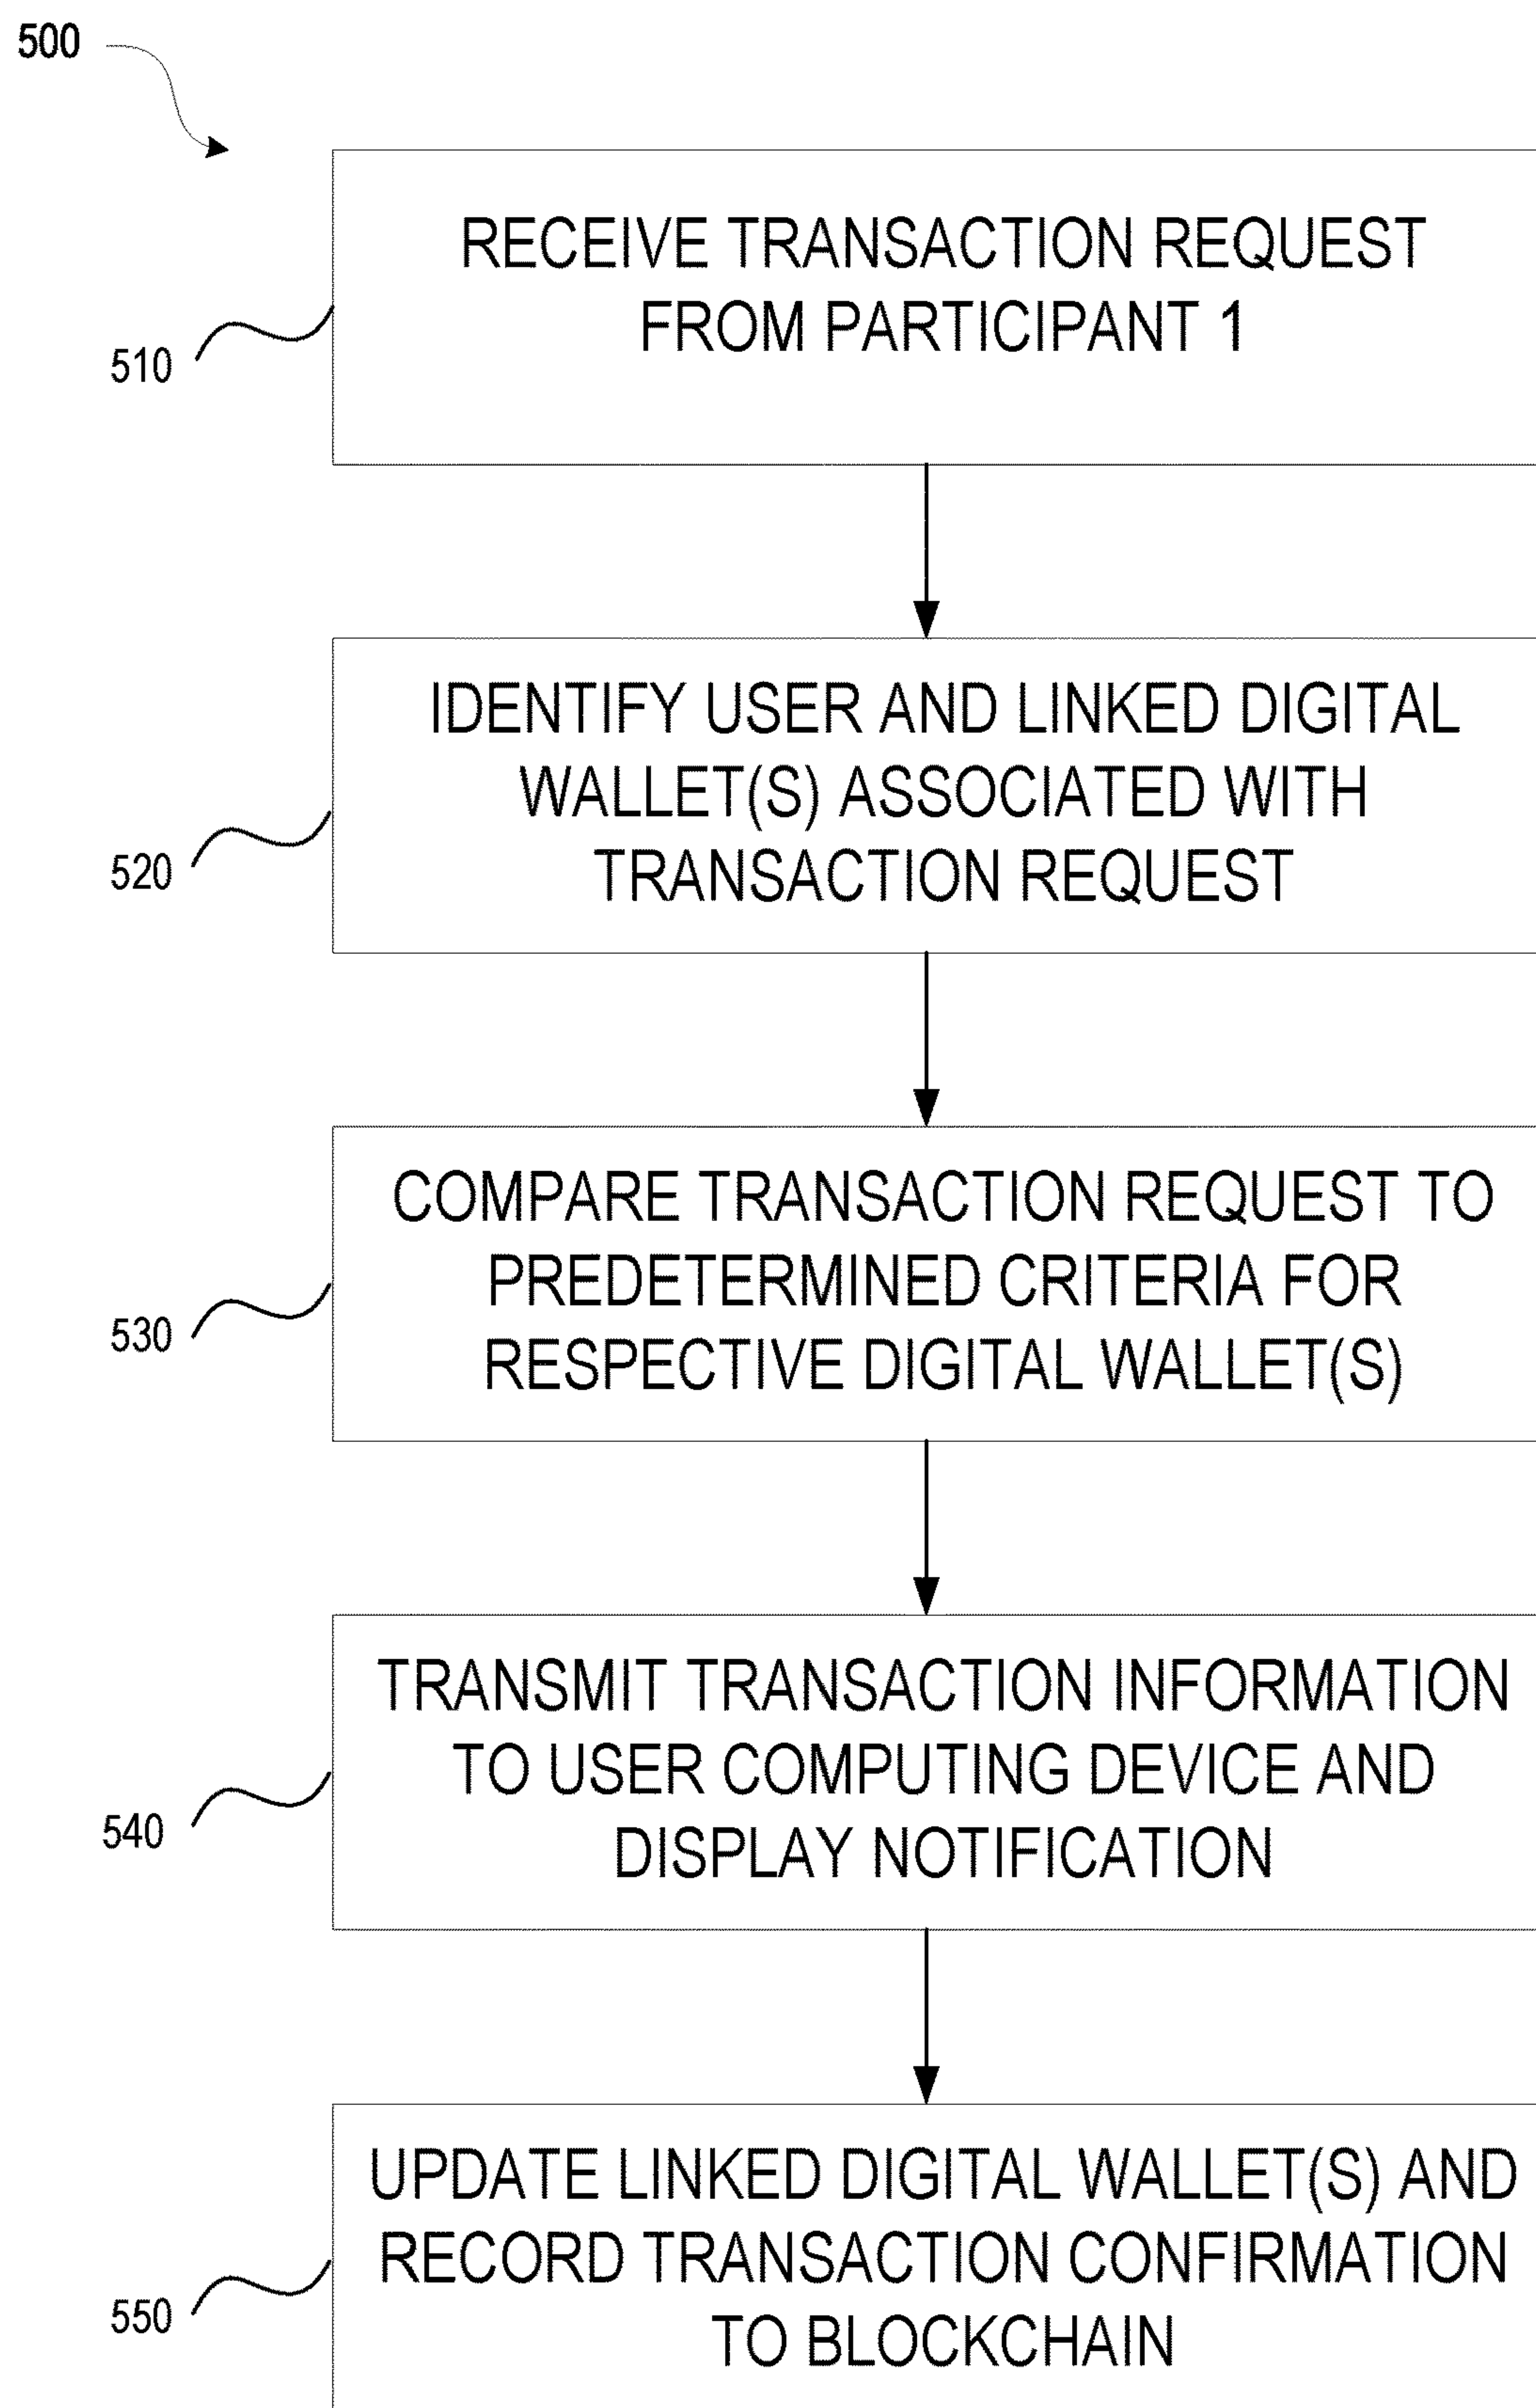 500
RECEIVE TRANSACTION REQUEST
FROM PARTICIPANT 1
510
IDENTIFY USER AND LINKED DIGITAL
WALLET(S) ASSOCIATED WITH
TRANSACTION REQUEST
520
COMPARE TRANSACTION REQUEST TO
PREDETERMINED CRITERIA FOR
RESPECTIVE DIGITAL WALLET(S)
530
TRANSMIT TRANSACTION INFORMATION
TO USER COMPUTING DEVICE AND
DISPLAY NOTIFICATION
540
UPDATE LINKED DIGITAL WALLET(S) AND
RECORD TRANSACTION CONFIRMATION
TO BLOCKCHAIN
550